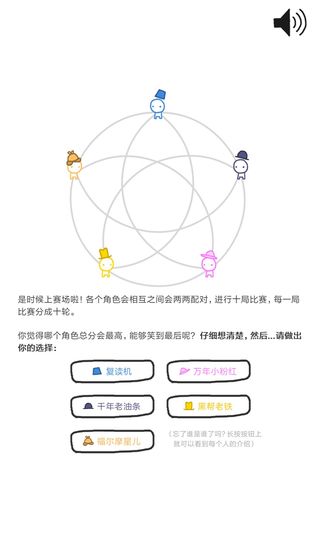 是时候上赛场啦！各个角色会相互之间会两两配对，进行十局比赛，每一局
比赛分成十轮。
你觉得哪个角色总分会最高，能够笑到最后呢？仔细想清楚，然后...请做出
你的选择：
复读机
万年小粉红
千年老油条
黑帮老铁
福尔摩星儿
（忘了谁是谁了吗？长按按钮上
就可以看到每个人的介绍）